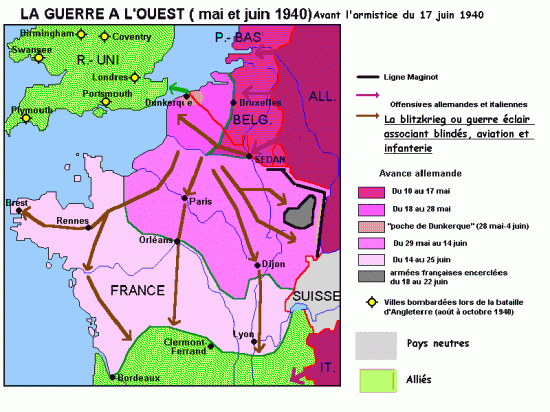 LA GUERRE A L'OUEST ( mai et juin 1940) Avant l'armistice du 17 juin 1940
Birmingham
Coventry
Swansee
R.- UNI
Londres
Portsmouth
Plymouth
P.- BAS
ALL.
Dunkerque
Bruxelles
BELG.
SEDAN
Brest
Rennes
Paris
Orléans
Dijon
FRANCE
SUISSE
Lyon
Clermont
Ferrand
Bordeaux
IT.
Ligne Maginot
Offensives allemandes et italiennes
La blitzkrieg ou guerre éclair
associant blindés, aviation et
infanterie
Avance allemande
Du 10 au 17 mai
Du 18 au 28 mai
"poche de Dunkerque" (28 mai-4 juin)
Du 29 mai au 14 juin
Du 14 au 25 juin
armées françaises encerclées
du 18 au 22 juin
Villes bombardées lors de la bataille
d'Angleterre (août à octobre 1940)
Pays neutres
Alliés